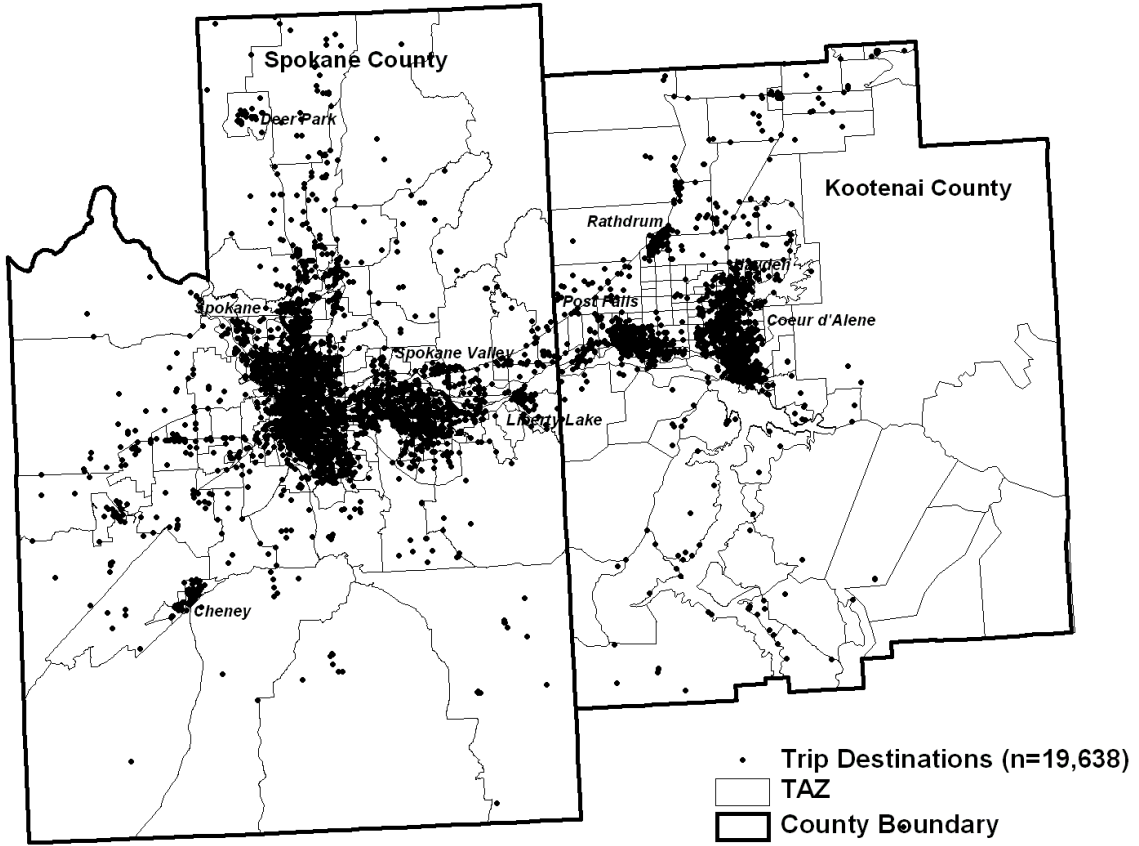 Spokane County
Deer Park
Kootenai County
Rathdrum
Hayden
Post Falls
Spokane
Coeur d'Alene
Spokane Valley
Liberty Lake
Cheney
Trip Destinations (n=19,638)
TAZ
County Boundary